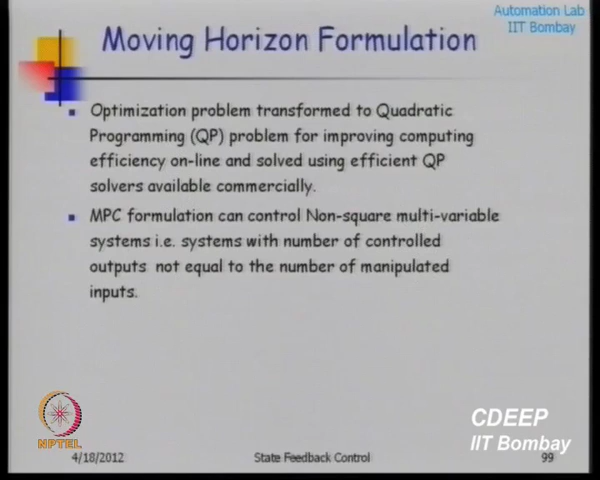 Automation Lab
IIT Bombay
Moving Horizon Formulation
Optimization problem transformed to Quadratic
Programming (QP) problem for improving computing
efficiency on-line and solved using efficient QP
solvers available commercially.
MPC formulation can control Non-square multi-variable
systems i.e. systems with number of controlled
outputs not equal to the number of manipulated
inputs.
NPTEL
CDEEP
IIT Bombay
4/18/2012
State Feedback Control
99